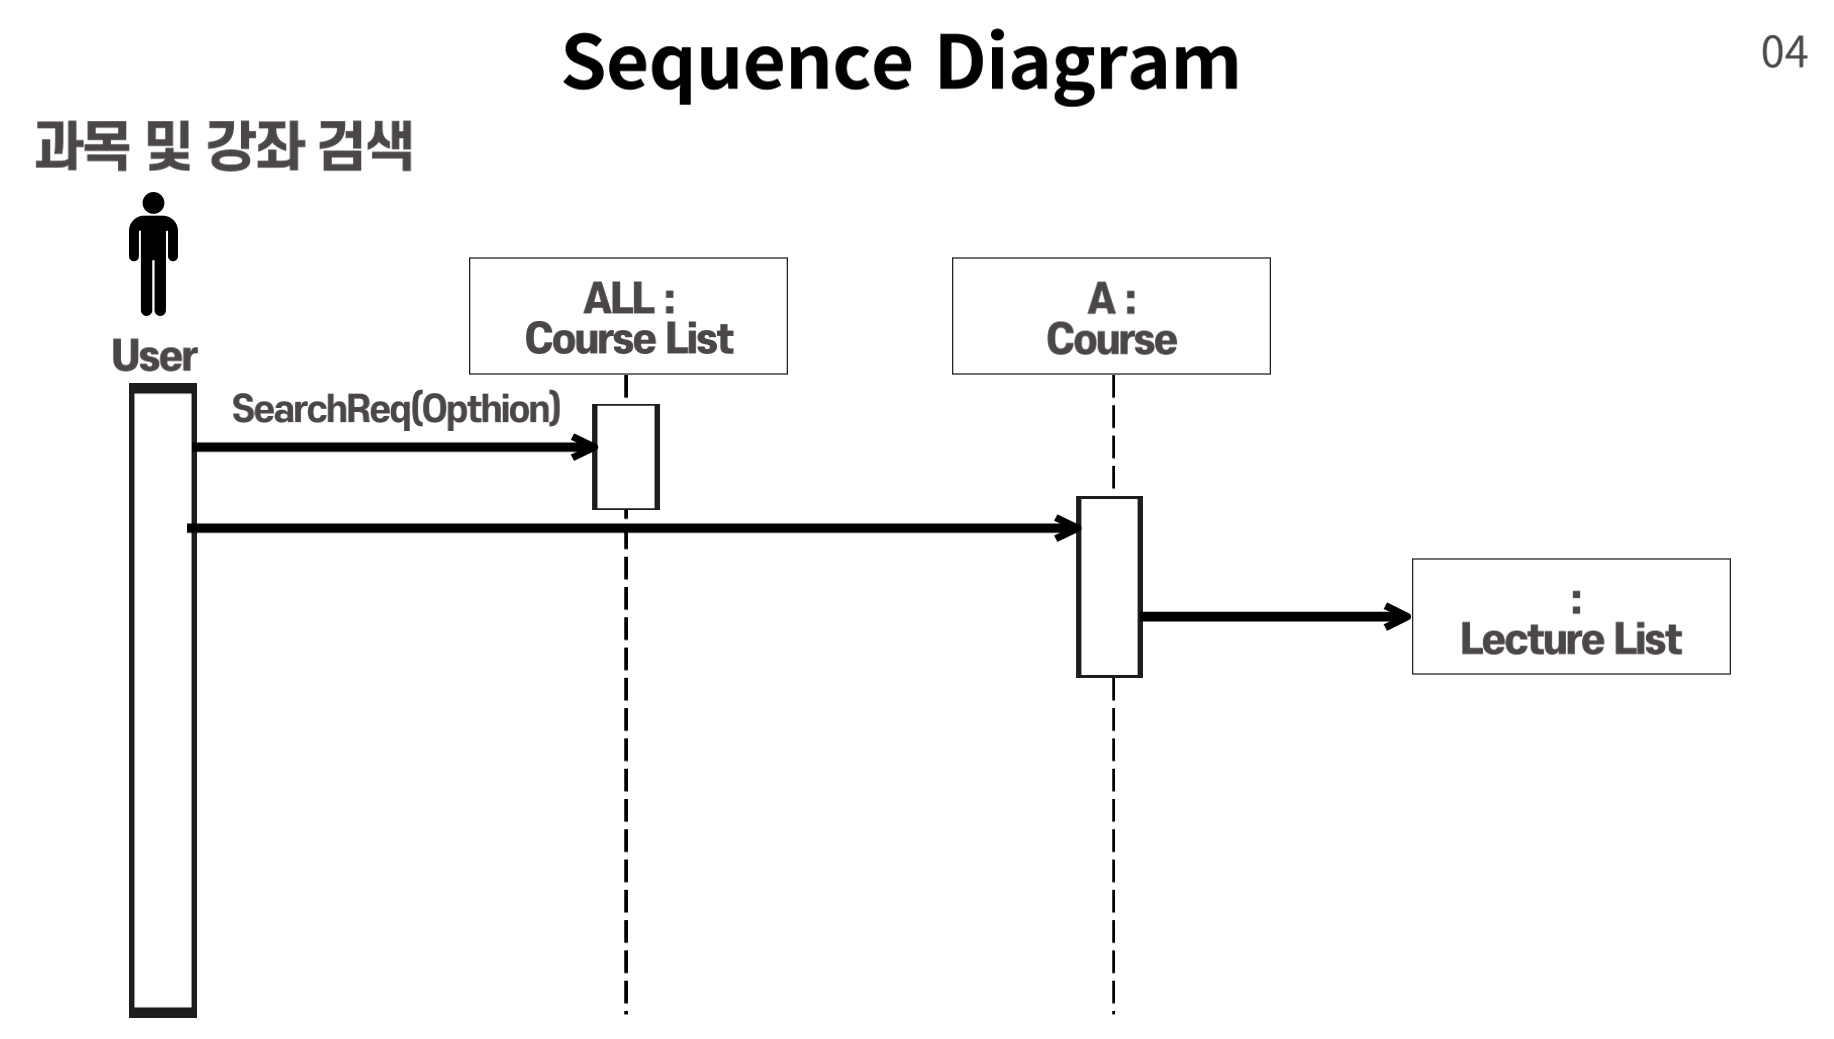 Sequence Diagram
04
과목 및 강좌 검색
User
ALL :
Course List
A :
Course
SearchReq(Opthion)
:
Lecture List